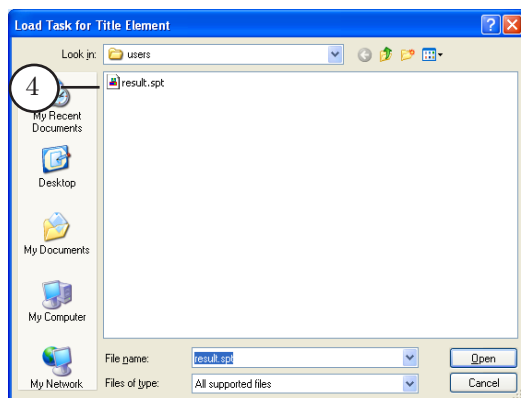 Load Task for Title Element
Look in: users
4
result.spt
My Recent
Documents
Desktop
My Documents
My Computer
My Network
File name: result.spt Open
Files of type: All supported files Cancel